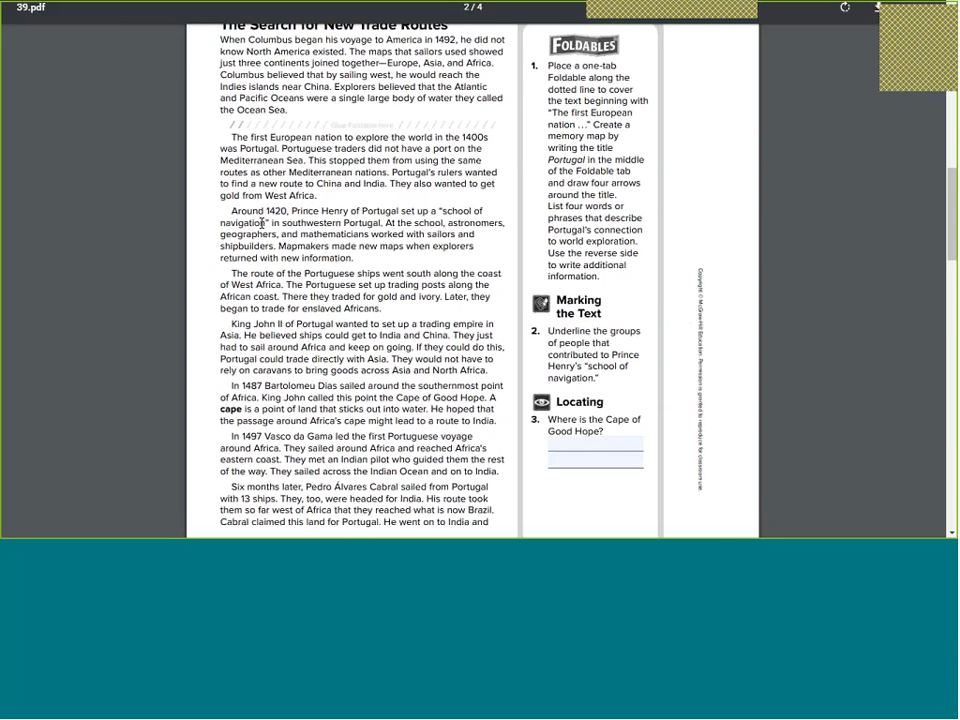 39.pdf
2 / 4
The Search for New Trade Routes
When Columbus began his voyage to America in 1492, he did not
know North America existed. The maps that sailors used showed
just three continents joined together—Europe, Asia, and Africa.
Columbus believed that by sailing west, he would reach the
Indies islands near China. Explorers believed that the Atlantic
and Pacific Oceans were a single large body of water they called
the Ocean Sea.
Glue Foldable here
The first European nation to explore the world in the 1400s
was Portugal. Portuguese traders did not have a port on the
Mediterranean Sea. This stopped them from using the same
routes as other Mediterranean nations. Portugal's rulers wanted
to find a new route to China and India. They also wanted to get
gold from West Africa.
Around 1420, Prince Henry of Portugal set up a “school of
navigation” in southwestern Portugal. At the school, astronomers,
geographers, and mathematicians worked with sailors and
shipbuilders. Mapmakers made new maps when explorers
returned with new information.
The route of the Portuguese ships went south along the coast
of West Africa. The Portuguese set up trading posts along the
African coast. There they traded for gold and ivory. Later, they
began to trade for enslaved Africans.
King John II of Portugal wanted to set up a trading empire in
Asia. He believed ships could get to India and China. They just
had to sail around Africa and keep on going. If they could do this,
Portugal could trade directly with Asia. They would not have to
rely on caravans to bring goods across Asia and North Africa.
In 1487 Bartolomeu Dias sailed around the southernmost point
of Africa. King John called this point the Cape of Good Hope. A
cape is a point of land that sticks out into water. He hoped that
the passage around Africa's cape might lead to a route to India.
In 1497 Vasco da Gama led the first Portuguese voyage
around Africa. They sailed around Africa and reached Africa's
eastern coast. They met an Indian pilot who guided them the rest
of the way. They sailed across the Indian Ocean and on to India.
Six months later, Pedro Álvares Cabral sailed from Portugal
with 13 ships. They, too, were headed for India. His route took
them so far west of Africa that they reached what is now Brazil.
Cabral claimed this land for Portugal. He went on to India and
FOLDABLES
1. Place a one-tab
Foldable along the
dotted line to cover
the text beginning with
“The first European
nation ...” Create a
memory map by
writing the title
Portugal in the middle
of the Foldable tab
and draw four arrows
around the title.
List four words or
phrases that describe
Portugal's connection
to world exploration.
Use the reverse side
to write additional
information.
Marking
the Text
2. Underline the groups
of people that
contributed to Prince
Henry's “school of
navigation.”
Locating
3. Where is the Cape of
Good Hope?
Copyright © McGraw-Hill Education. Permission is granted to reproduce for classroom use.